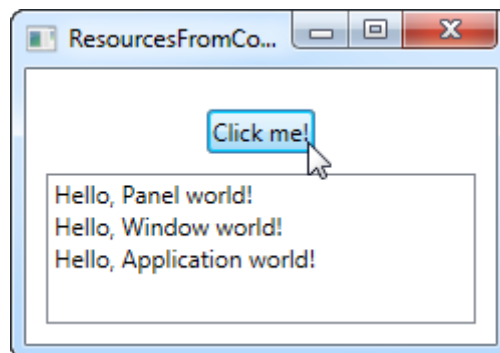 ResourcesFromCo...
Click me!
Hello, Panel world!
Hello, Window world!
Hello, Application world!